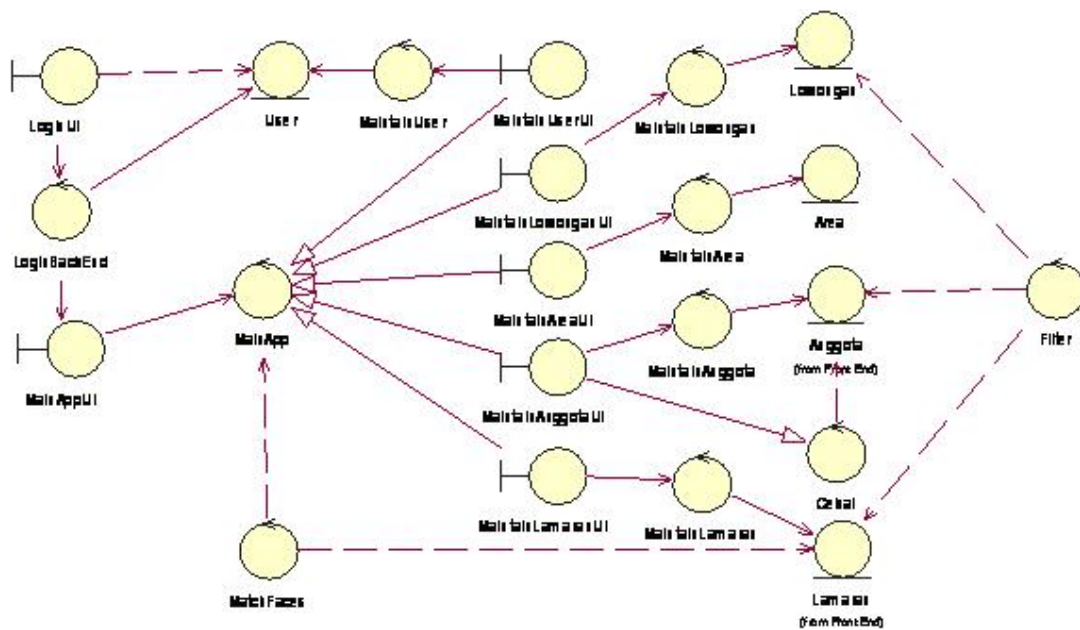 Lowongan
Login UI
User
Maintain User
Maintain User UI
Maintain Lowongan
Maintain Lowongan UI
Area
Login BackEnd
Maintain Area
Main App
Maintain Area UI
Anggota
(from Front End)
Filter
Maintain Anggota
Main App UI
Maintain Anggota UI
Maintain Lamaran UI
Maintain Lamaran
Match Faces
Lamaran
(from Front End)